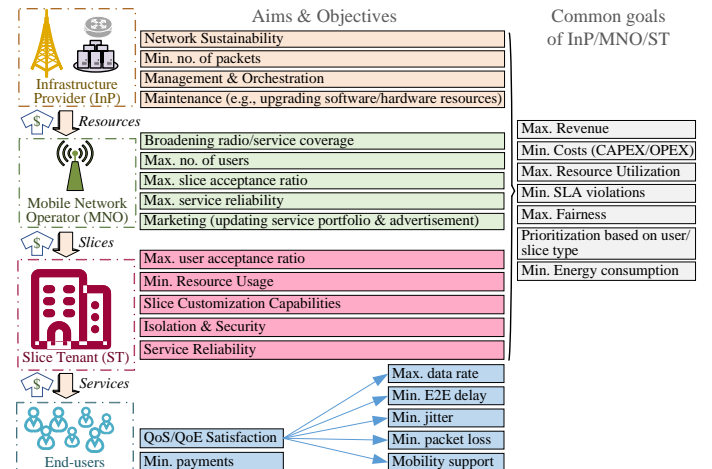 Aims & Objectives
Common goals
of InP/MNO/ST
Infrastructure
Provider (InP)
Network Sustainability
Min. no. of packets
Management & Orchestration
Maintenance (e.g., upgrading software/hardware resources)
$
Resources
Mobile Network
Operator (MNO)
Broadening radio/service coverage
Max. no. of users
Max. slice acceptance ratio
Max. service reliability
Marketing (updating service portfolio & advertisement)
$
Slices
Slice Tenant (ST)
Max. user acceptance ratio
Min. Resource Usage
Slice Customization Capabilities
Isolation & Security
Service Reliability
$
Services
End-users
QoS/QoE Satisfaction
Min. payments
Max. data rate
Min. E2E delay
Min. jitter
Min. packet loss
Mobility support
Max. Revenue
Min. Costs (CAPEX/OPEX)
Max. Resource Utilization
Min. SLA violations
Max. Fairness
Prioritization based on user/
slice type
Min. Energy consumption